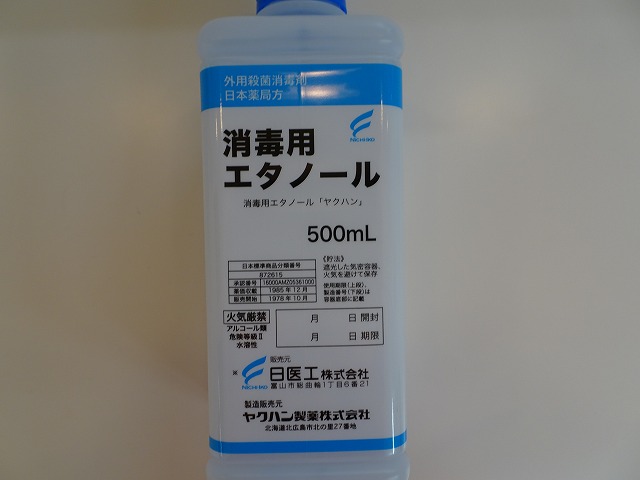 外用殺菌消毒剤
日本薬局方
NICHI-IKO
消毒用
エタノール
消毒用エタノール「ヤクハン」
500mL
日本標準商品分類番号
872615
承認番号 16000AMZ05361000
薬価収載 1985年12月
販売開始 1978年10月
《貯法》
遮光した気密容器、
火気を避けて保存
使用期限(上段)、
製造番号(下段)は
容器底部に記載
火気厳禁
アルコール類
危険等級Ⅱ
水溶性
月 日 開封
月 日 期限
販売元
※ NICHI-IKO 日医工株式会社
富山市総曲輪1丁目6番21
製造販売元
ヤクハン製薬株式会社
北海道北広島市北の里27番地